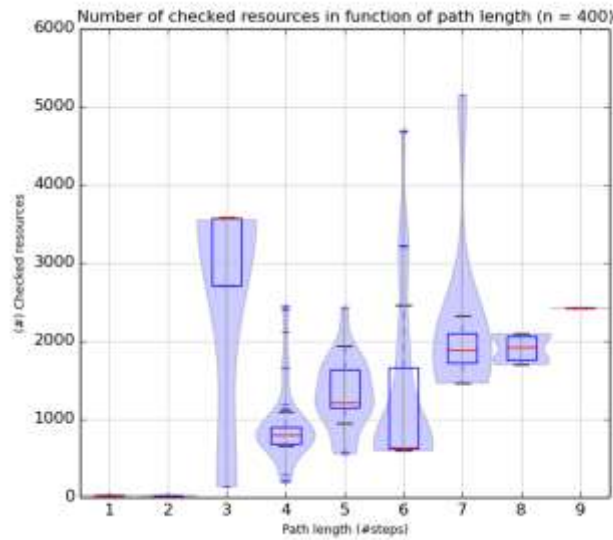 Number of checked resources in function of path length (n = 400)
6000
5000
4000
3000
2000
1000
0
(#) Checked resources
1 2 3 4 5 6 7 8 9
Path length (#steps)